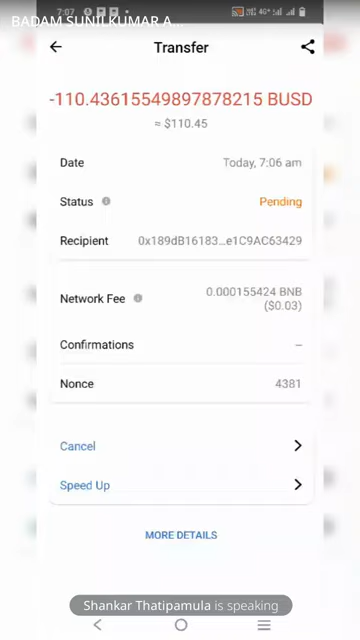 7:07
4G+
BADAM SUNILKUMAR A...
Transfer
-110.43615549897878215 BUSD
≈ $110.45
Date Today, 7:06 am
Status Pending
Recipient 0x189dB16183...e1C9AC63429
Network Fee 0.000155424 BNB
($0.03)
Confirmations –
Nonce 4381
Cancel
Speed Up
MORE DETAILS
Shankar Thatipamula is speaking